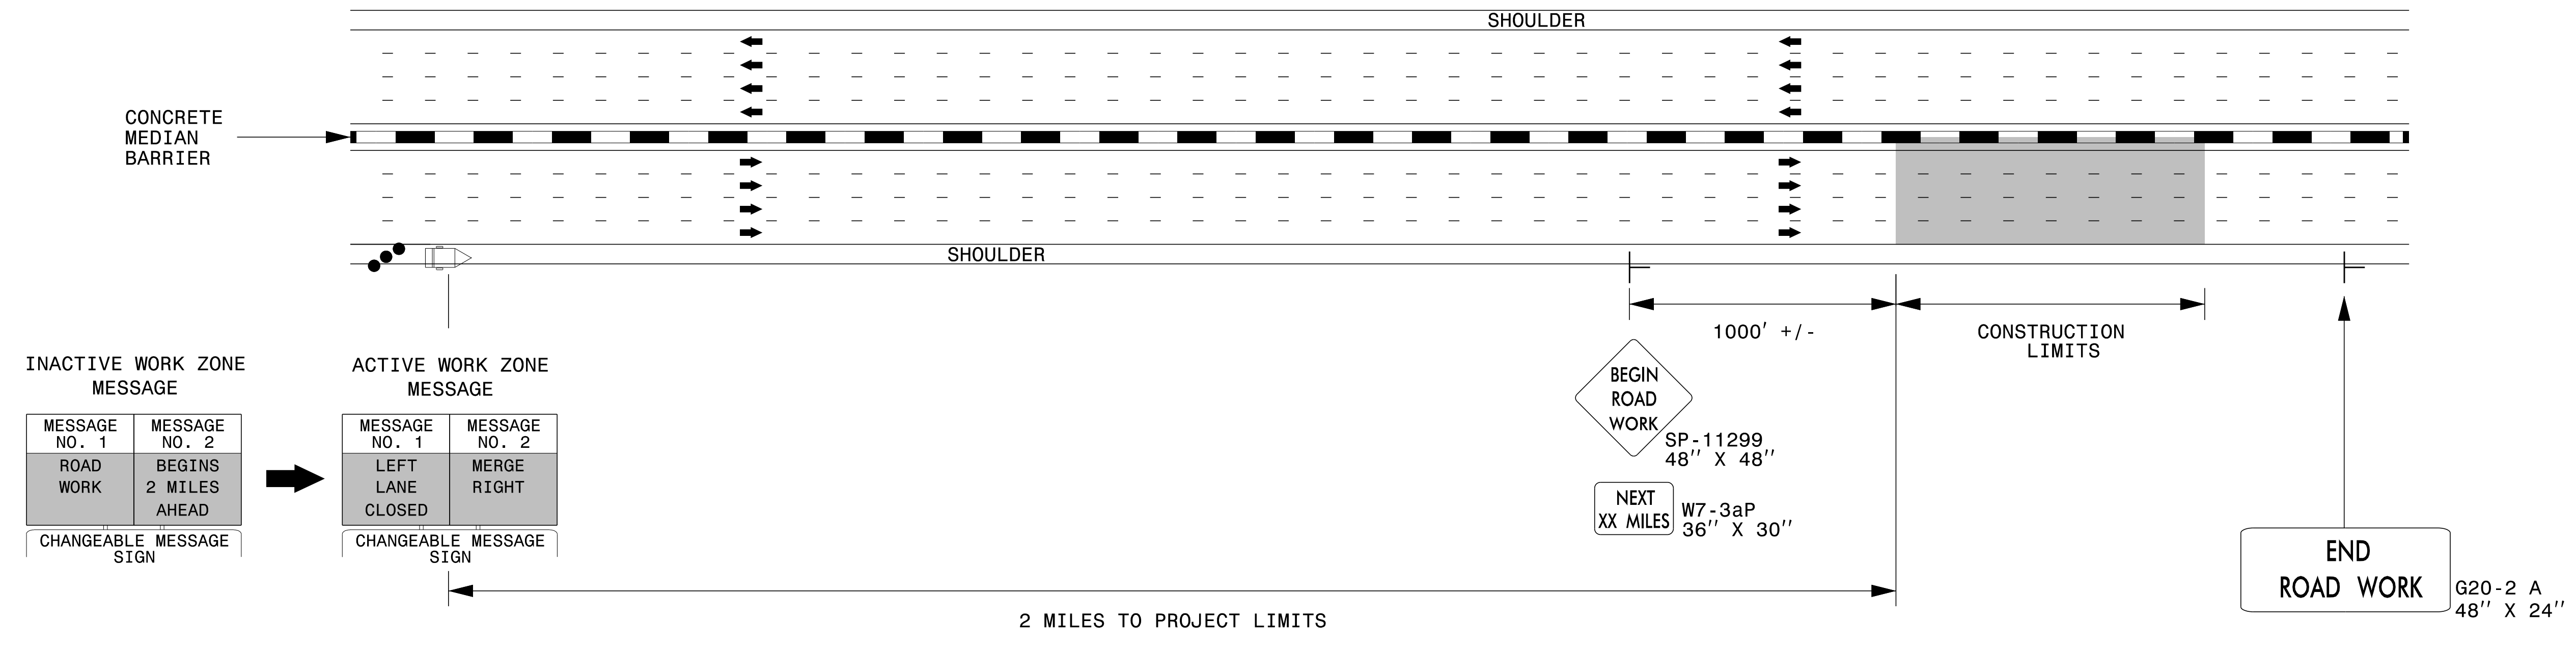 SHOULDER
CONCRETE
MEDIAN
BARRIER
SHOULDER
1000' +/-
CONSTRUCTION
LIMITS
INACTIVE WORK ZONE
MESSAGE
MESSAGE
NO. 1
MESSAGE
NO. 2
ROAD
WORK
BEGINS
2 MILES
AHEAD
CHANGEABLE MESSAGE
SIGN
ACTIVE WORK ZONE
MESSAGE
MESSAGE
NO. 1
MESSAGE
NO. 2
LEFT
LANE
CLOSED
MERGE
RIGHT
CHANGEABLE MESSAGE
SIGN
BEGIN
ROAD
WORK
SP-11299
48'' X 48''
NEXT
XX MILES
W7-3aP
36'' X 30''
END
ROAD WORK
G20-2 A
48'' X 24''
2 MILES TO PROJECT LIMITS